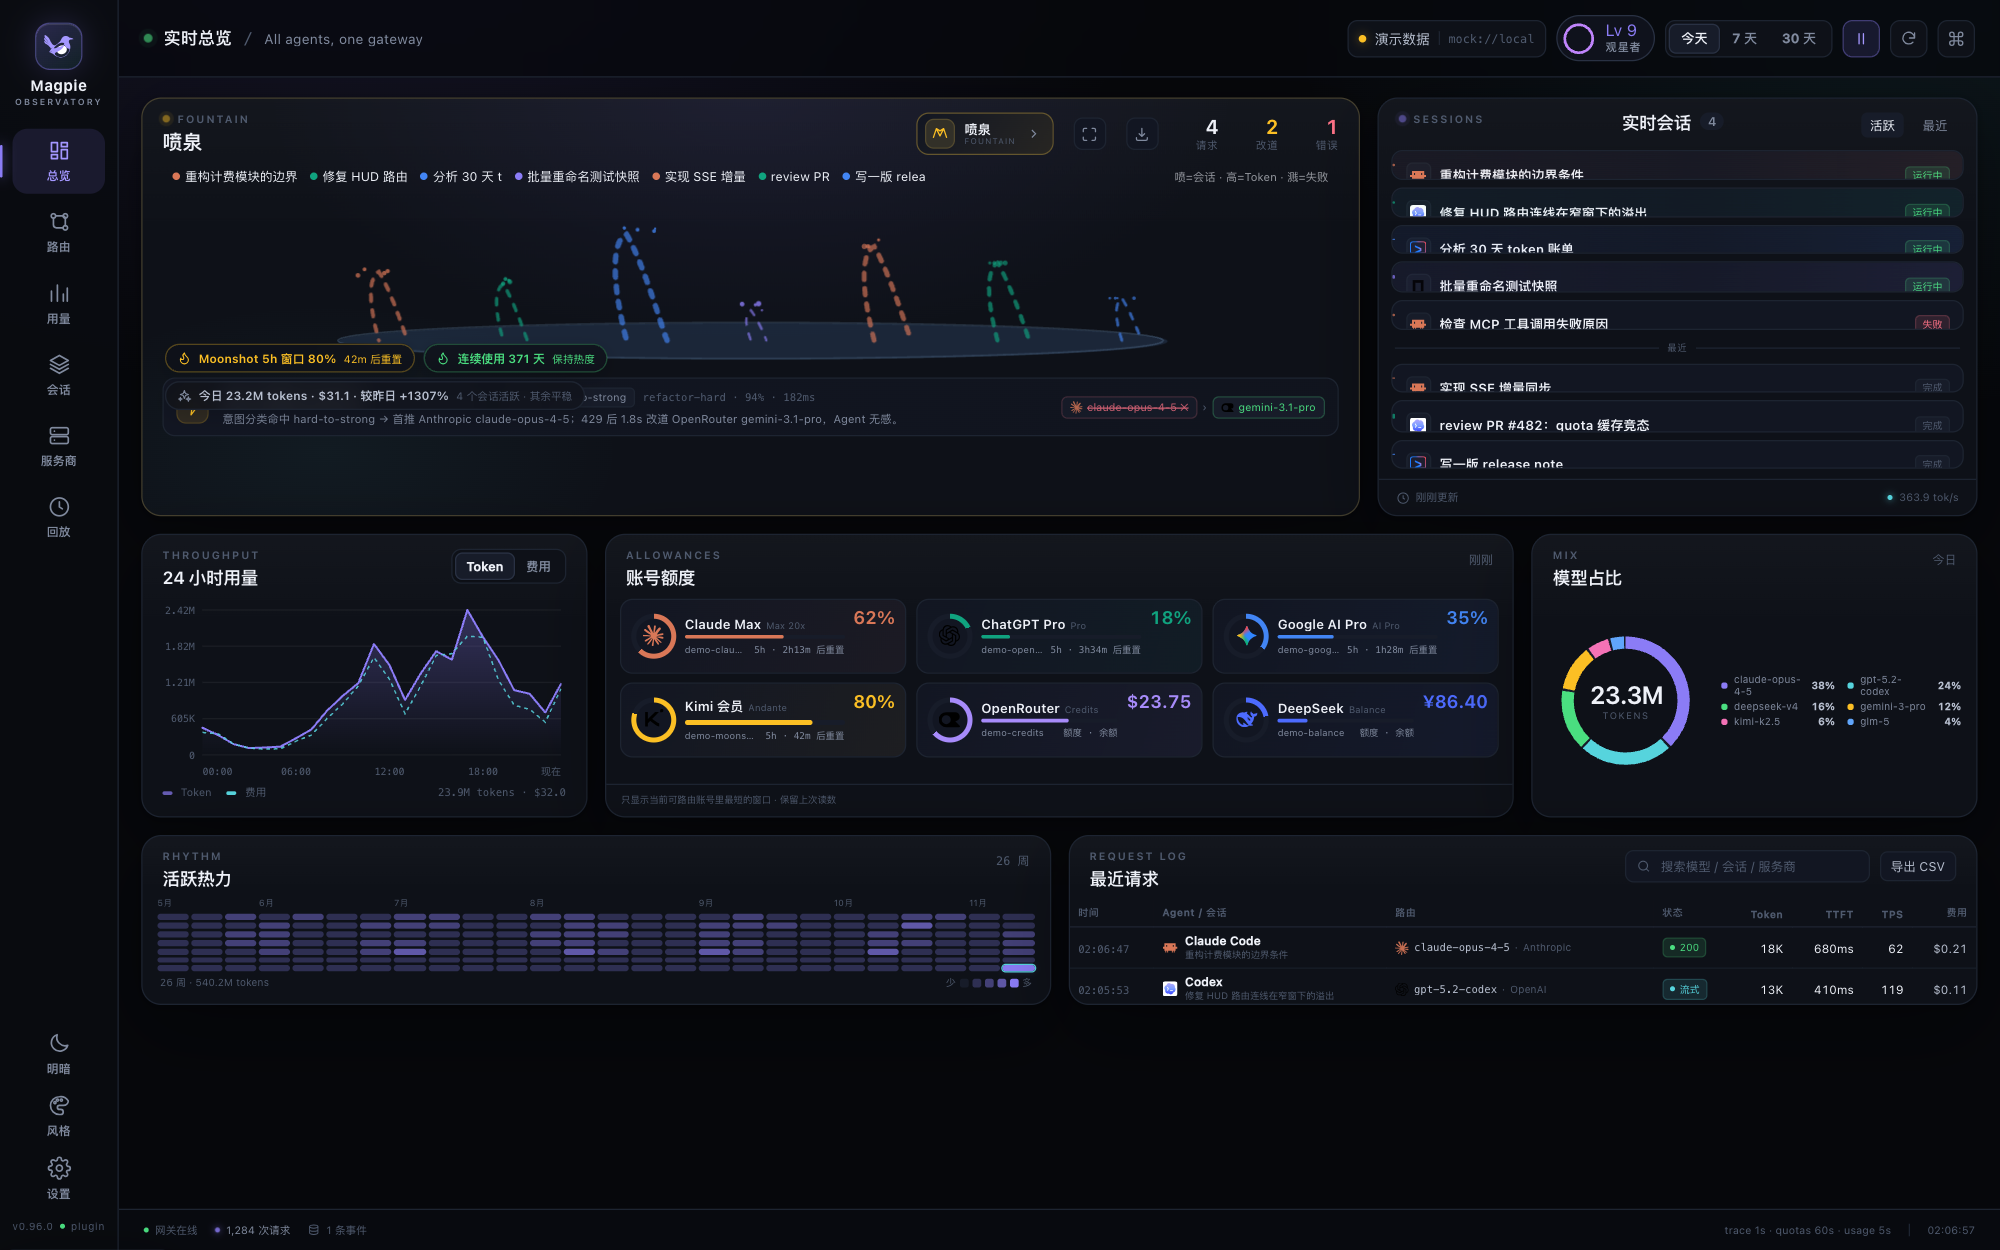 Magpie
OBSERVATORY
总览
路由
用量
会话
服务商
回放
明暗
风格
设置
v0.96.0 plugin
实时总览 / All agents, one gateway
演示数据 mock://local
Lv 9
观星者
今天 7 天 30 天
FOUNTAIN
喷泉
喷泉
FOUNTAIN
4 请求
2 改道
1 错误
重构计费模块的边界 修复 HUD 路由 分析 30 天 t 批量重命名测试快照 实现 SSE 增量 review PR 写一版 relea
喷=会话 · 高=Token · 溅=失败
Moonshot 5h 窗口 80% 42m 后重置
连续使用 371 天 保持热度
今日 23.2M tokens · $31.1 · 较昨日 +1307% 4 个会话活跃 · 其余平稳
o-strong refactor-hard · 94% · 182ms
意图分类命中 hard-to-strong → 首推 Anthropic claude-opus-4-5；429 后 1.8s 改道 OpenRouter gemini-3.1-pro，Agent 无感。
claude-opus-4-5 × › gemini-3.1-pro
SESSIONS
实时会话 4
活跃 最近
重构计费模块的边界条件 运行中
修复 HUD 路由连线在窄窗下的溢出 运行中
分析 30 天 token 账单 运行中
批量重命名测试快照 运行中
检查 MCP 工具调用失败原因 失败
最近
实现 SSE 增量同步 完成
review PR #482：quota 缓存竞态 完成
写一版 release note 完成
刚刚更新 363.9 tok/s
THROUGHPUT
24 小时用量
Token 费用
2.42M
1.82M
1.21M
605K
0
00:00 06:00 12:00 18:00 现在
Token 费用 23.9M tokens · $32.0
ALLOWANCES
账号额度
刚刚
Claude Max Max 20x 62%
demo-clau… 5h · 2h13m 后重置
ChatGPT Pro Pro 18%
demo-open… 5h · 3h34m 后重置
Google AI Pro AI Pro 35%
demo-goog… 5h · 1h28m 后重置
Kimi 会员 Andante 80%
demo-moons… 5h · 42m 后重置
OpenRouter Credits $23.75
demo-credits 额度 · 余额
DeepSeek Balance ¥86.40
demo-balance 额度 · 余额
只显示当前可路由账号里最短的窗口 · 保留上次读数
MIX
模型占比
今日
23.3M
TOKENS
claude-opus-4-5 38%
gpt-5.2-codex 24%
deepseek-v4 16%
gemini-3-pro 12%
kimi-k2.5 6%
glm-5 4%
RHYTHM
活跃热力
26 周
5月 6月 7月 8月 9月 10月 11月
26 周 · 540.2M tokens
少 多
REQUEST LOG
最近请求
搜索模型 / 会话 / 服务商
导出 CSV
时间 Agent / 会话 路由 状态 Token TTFT TPS 费用
02:06:47 Claude Code claude-opus-4-5 · Anthropic 200 18K 680ms 62 $0.21
重构计费模块的边界条件
02:05:53 Codex gpt-5.2-codex · OpenAI 流式 13K 410ms 119 $0.11
修复 HUD 路由连线在窄窗下的溢出
网关在线 1,284 次请求 1 条事件
trace 1s · quotas 60s · usage 5s 02:06:57